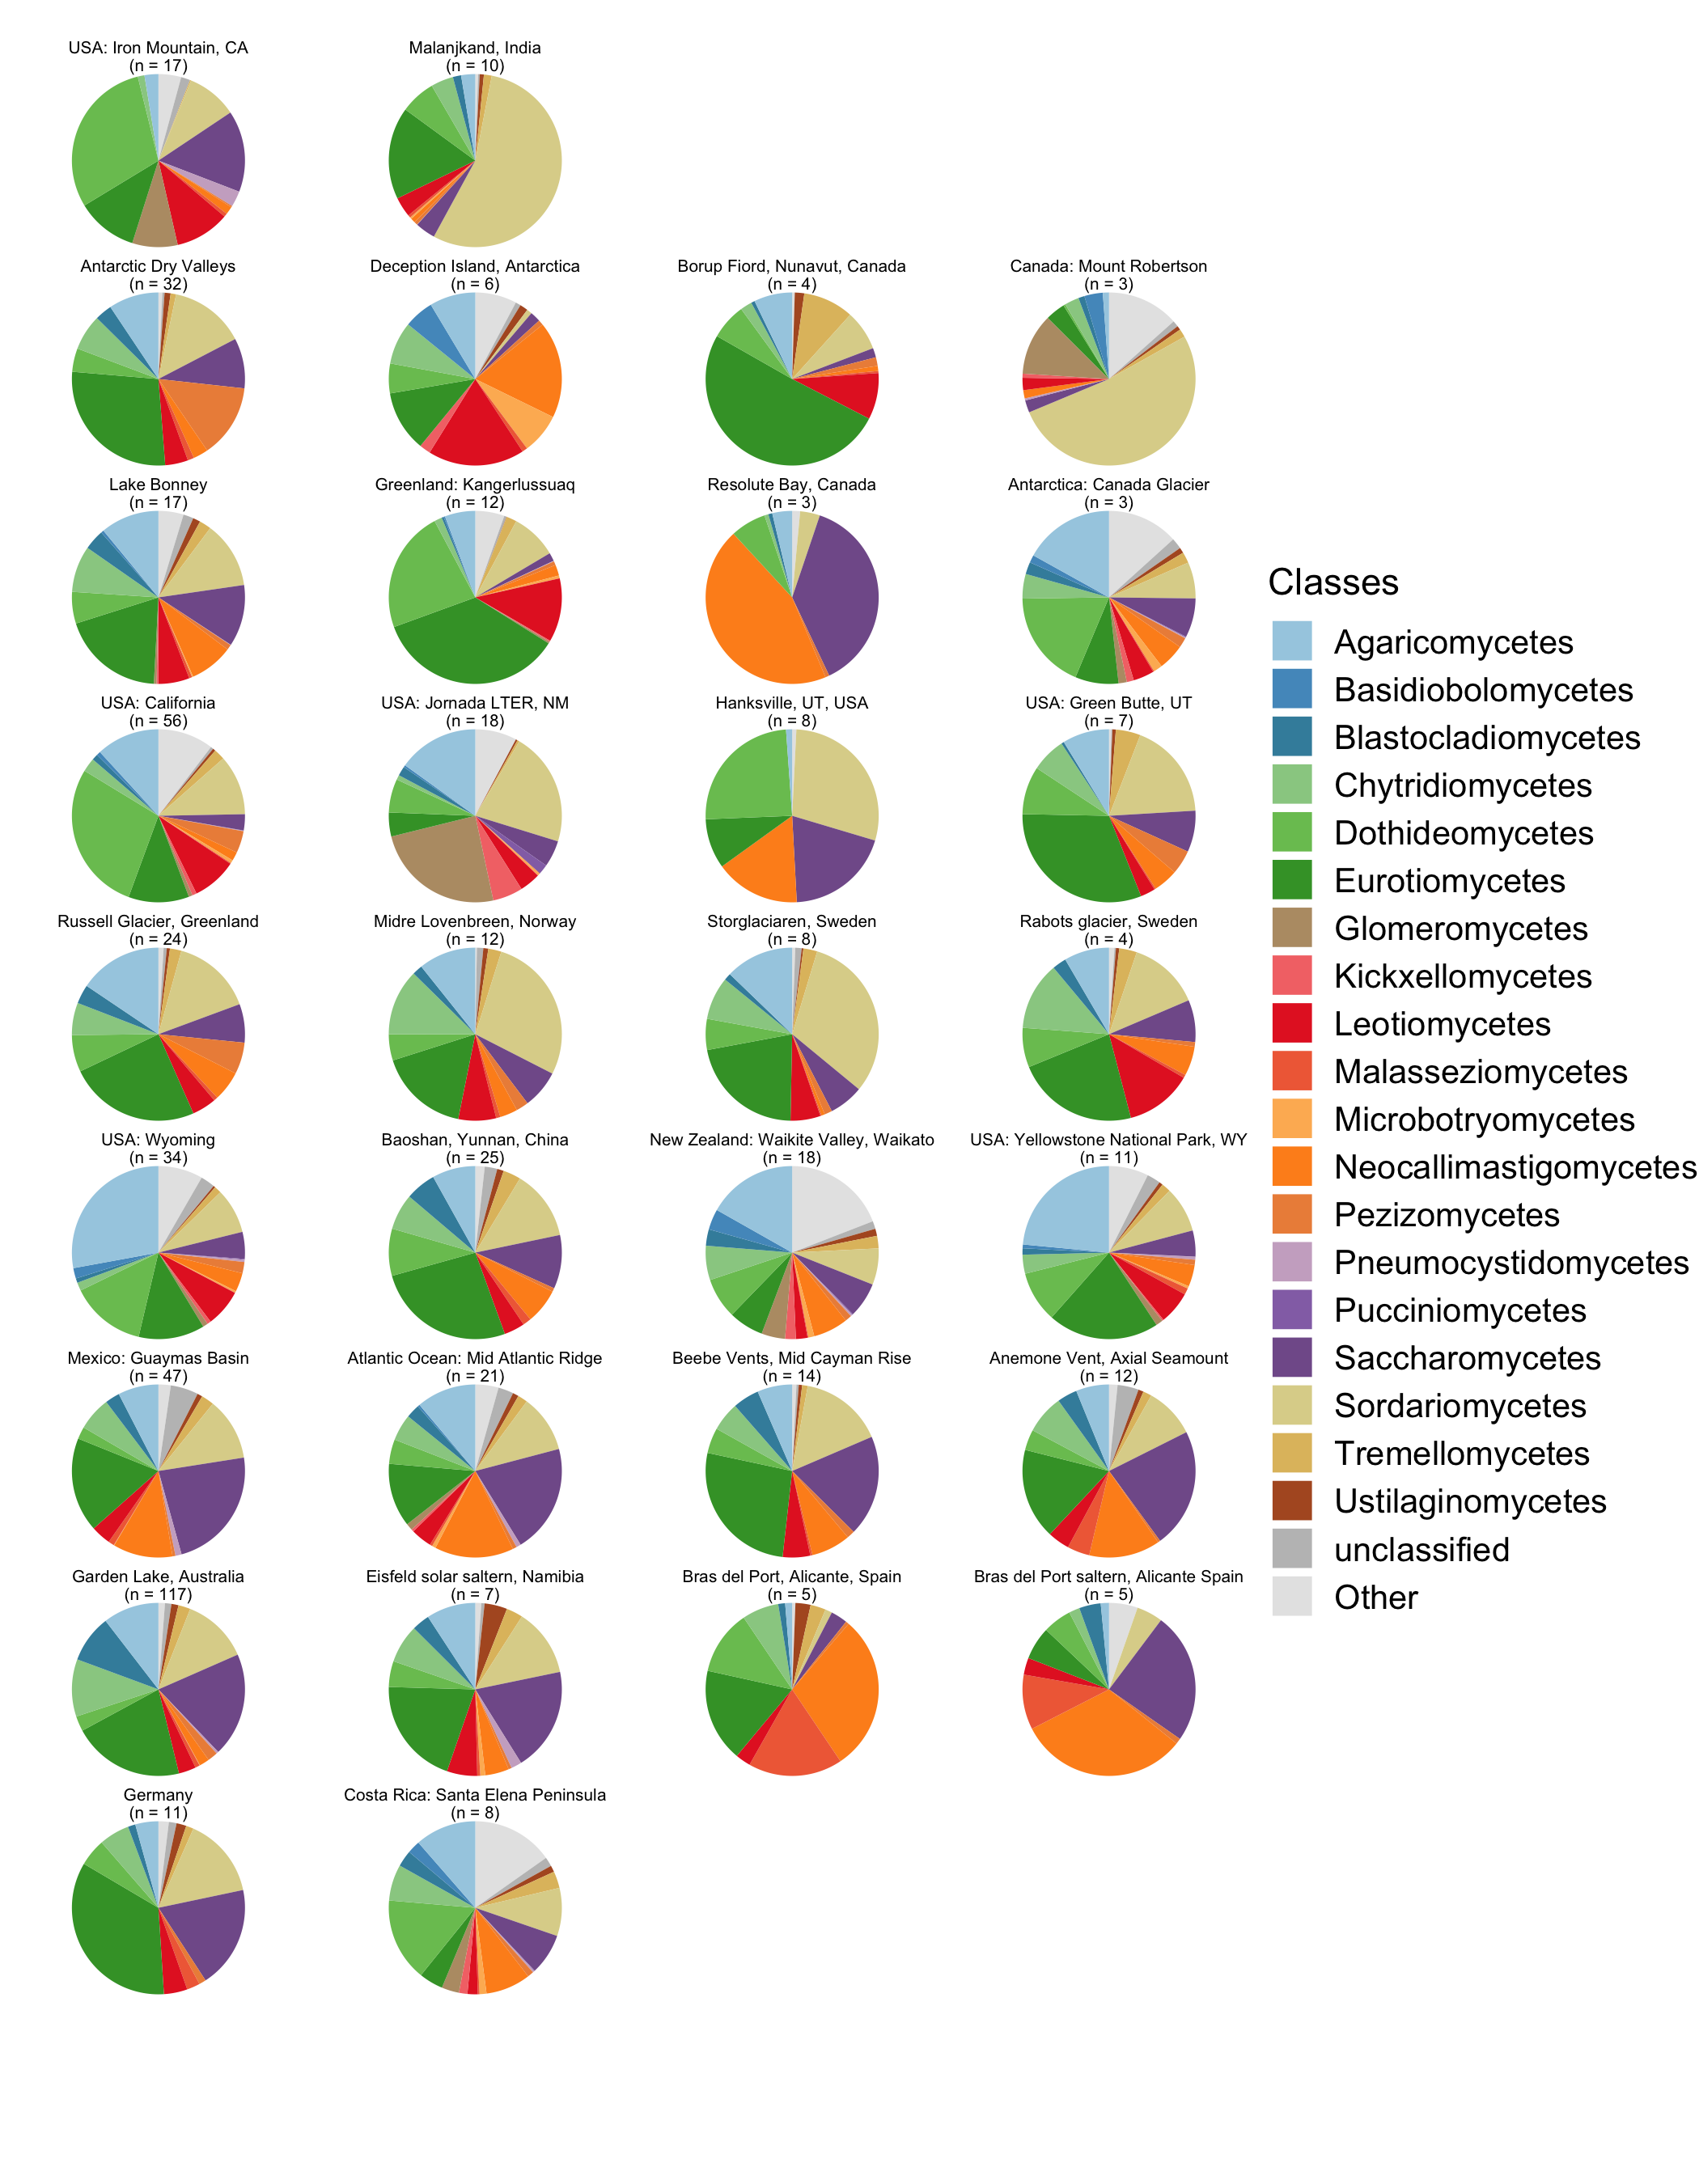 USA: Iron Mountain, CA
(n = 17)
Malanjkand, India
(n = 10)
Antarctic Dry Valleys
(n = 32)
Deception Island, Antarctica
(n = 6)
Borup Fiord, Nunavut, Canada
(n = 4)
Canada: Mount Robertson
(n = 3)
Lake Bonney
(n = 17)
Greenland: Kangerlussuaq
(n = 12)
Resolute Bay, Canada
(n = 3)
Antarctica: Canada Glacier
(n = 3)
USA: California
(n = 56)
USA: Jornada LTER, NM
(n = 18)
Hanksville, UT, USA
(n = 8)
USA: Green Butte, UT
(n = 7)
Russell Glacier, Greenland
(n = 24)
Midre Lovenbreen, Norway
(n = 12)
Storglaciaren, Sweden
(n = 8)
Rabots glacier, Sweden
(n = 4)
USA: Wyoming
(n = 34)
Baoshan, Yunnan, China
(n = 25)
New Zealand: Waikite Valley, Waikato
(n = 18)
USA: Yellowstone National Park, WY
(n = 11)
Mexico: Guaymas Basin
(n = 47)
Atlantic Ocean: Mid Atlantic Ridge
(n = 21)
Beebe Vents, Mid Cayman Rise
(n = 14)
Anemone Vent, Axial Seamount
(n = 12)
Garden Lake, Australia
(n = 117)
Eisfeld solar saltern, Namibia
(n = 7)
Bras del Port, Alicante, Spain
(n = 5)
Bras del Port saltern, Alicante Spain
(n = 5)
Germany
(n = 11)
Costa Rica: Santa Elena Peninsula
(n = 8)
Classes
Agaricomycetes
Basidiobolomycetes
Blastocladiomycetes
Chytridiomycetes
Dothideomycetes
Eurotiomycetes
Glomeromycetes
Kickxellomycetes
Leotiomycetes
Malasseziomycetes
Microbotryomycetes
Neocallimastigomycetes
Pezizomycetes
Pneumocystidomycetes
Pucciniomycetes
Saccharomycetes
Sordariomycetes
Tremellomycetes
Ustilaginomycetes
unclassified
Other